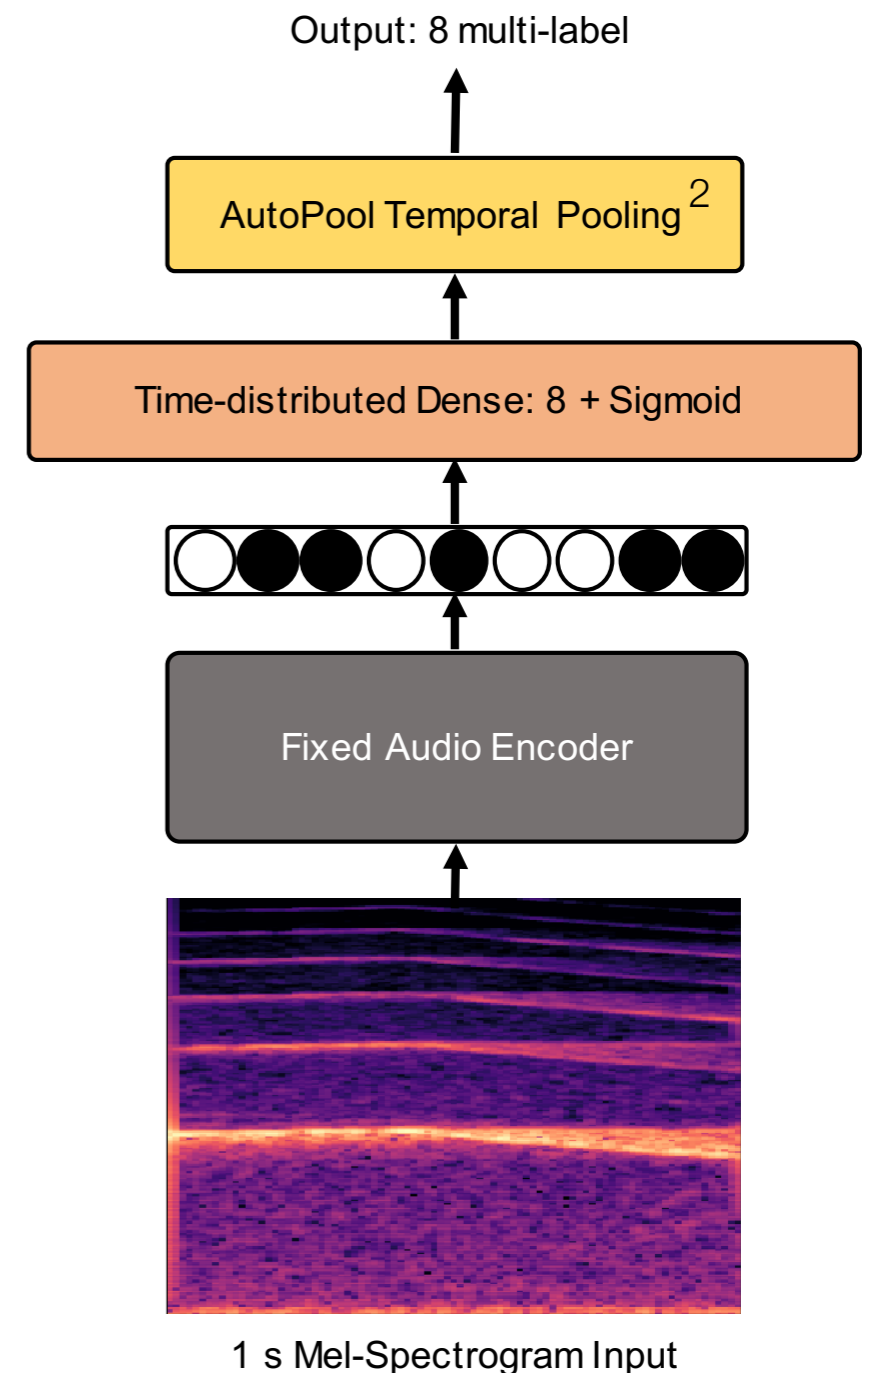 Output: 8 multi-label
AutoPool Temporal Pooling 2
Time-distributed Dense: 8 + Sigmoid
Fixed Audio Encoder
1 s Mel-Spectrogram Input